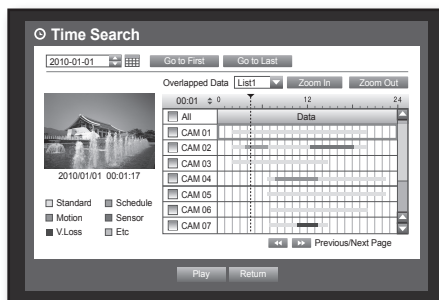 Time Search
2010-01-01
Go to First
Go to Last
Overlapped Data
List1
Zoom In
Zoom Out
00:01
0
12
24
All
Data
CAM 01
CAM 02
CAM 03
CAM 04
CAM 05
CAM 06
CAM 07
2010/01/01 00:01:17
Standard
Schedule
Motion
Sensor
V.Loss
Etc
Previous/Next Page
Play
Return